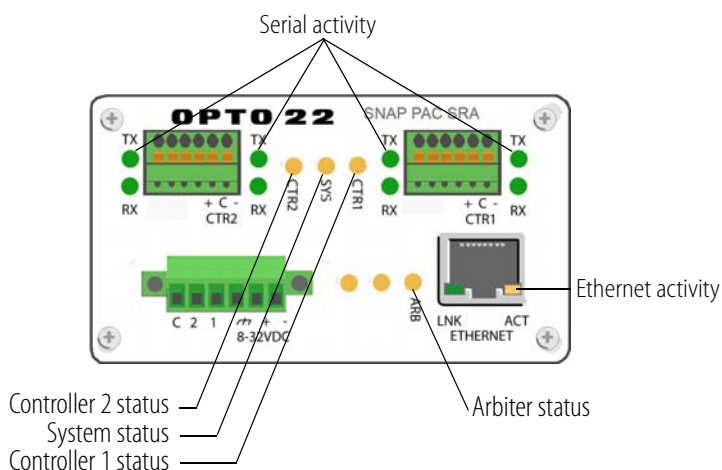 Serial activity
OPTO 22
SNAP PAC SRA
TX
TX
TX
TX
RX
+ C -
CTR2
RX
CTR2
SYS
CTR1
RX
+ C -
CTR1
RX
C 2 1 + -
8-32VDC
ARB
LNK
ACT
ETHERNET
Ethernet activity
Arbiter status
Controller 2 status
System status
Controller 1 status